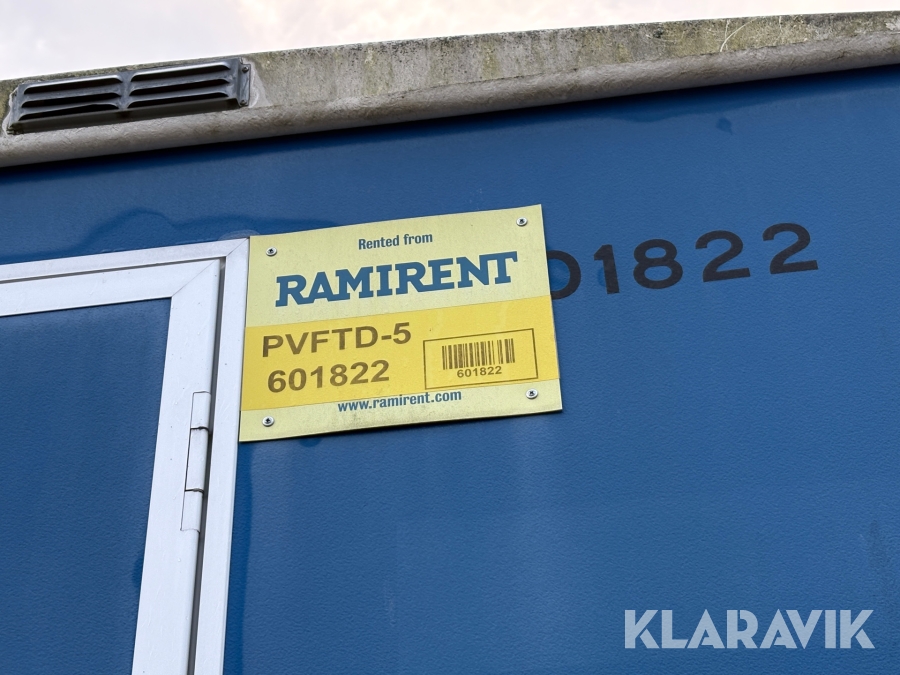 Rented from
RAMIRENT
PVFTD-5
601822
601822
www.ramirent.com
01822
KLARAVIK